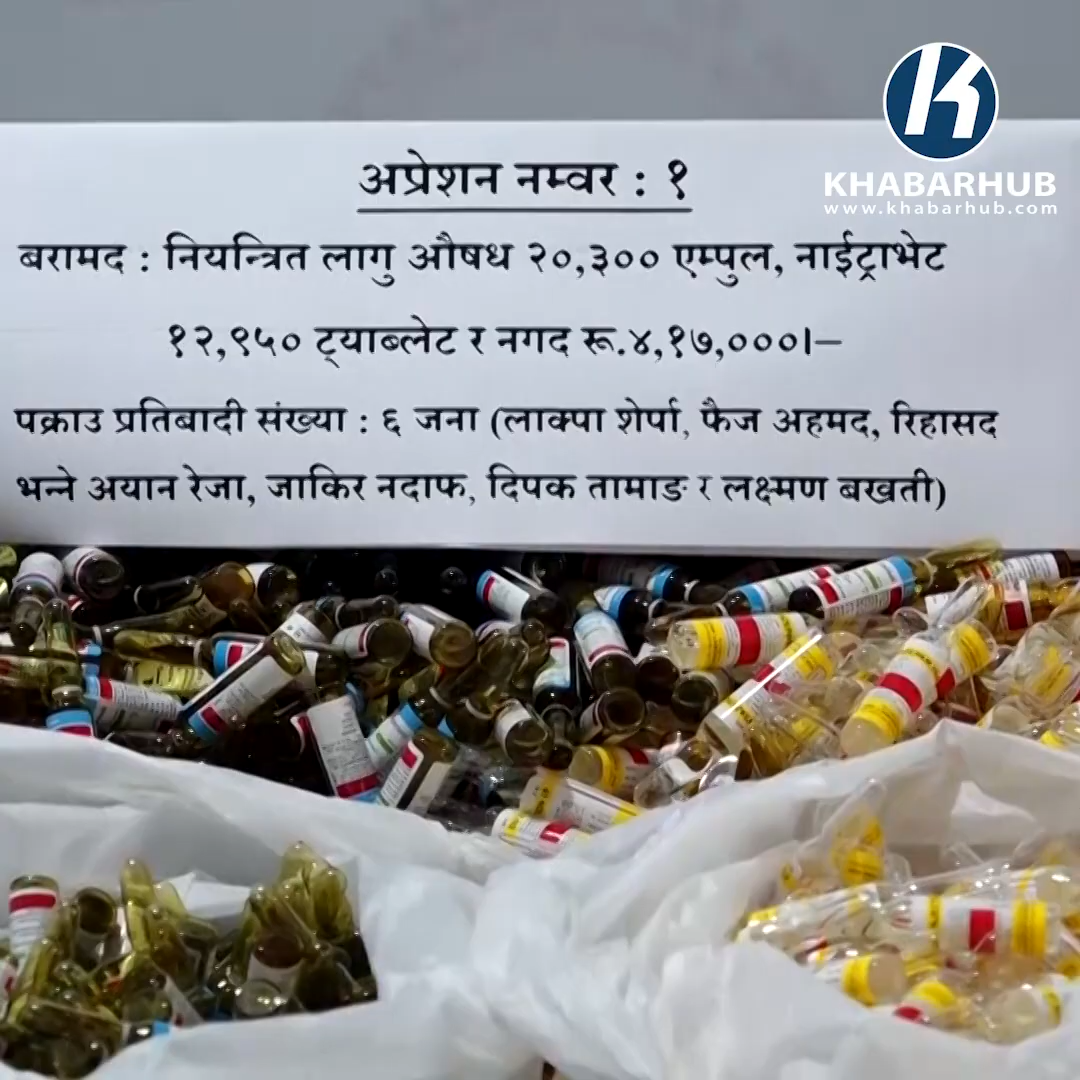 KHABARHUB
www.khabarhub.com
अप्रेशन नम्वर : १
बरामद : नियन्त्रित लागु औषध २०,३०० एम्पुल, नाईट्राभेट
१२,९५० ट्याब्लेट र नगद रू.४,१७,०००।–
पक्राउ प्रतिबादी संख्या : ६ जना (लाक्पा शेर्पा, फैज अहमद, रिहासद
भन्ने अयान रेजा, जाकिर नदाफ, दिपक तामाङ र लक्ष्मण बखती)